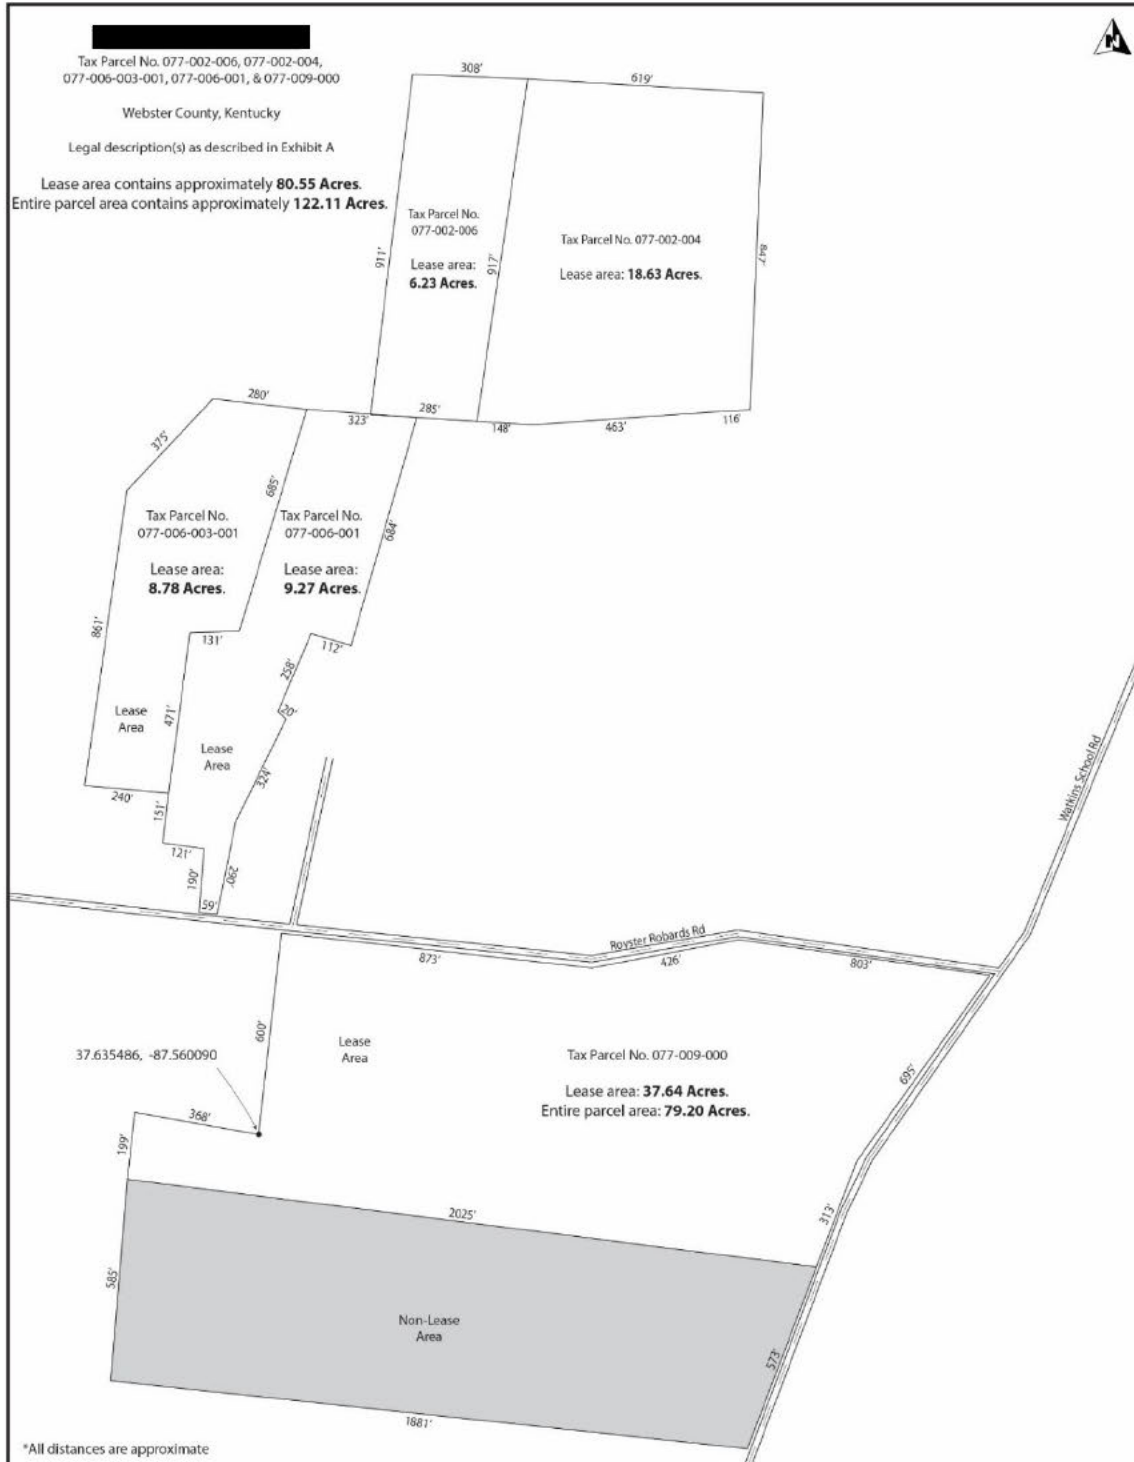 N
Tax Parcel No. 077-002-006, 077-002-004,
077-006-003-001, 077-006-001, & 077-009-000
Webster County, Kentucky
Legal description(s) as described in Exhibit A
Lease area contains approximately 80.55 Acres.
Entire parcel area contains approximately 122.11 Acres.
308'
619'
911'
Tax Parcel No.
077-002-006
Lease area:
6.23 Acres.
917'
Tax Parcel No. 077-002-004
Lease area: 18.63 Acres.
847'
280'
323'
285'
148'
463'
116'
375'
685'
684'
Tax Parcel No.
077-006-003-001
Lease area:
8.78 Acres.
Tax Parcel No.
077-006-001
Lease area:
9.27 Acres.
861'
131'
112'
258'
20'
471'
Lease
Area
Lease
Area
324'
240'
151'
121'
190'
59'
290'
Watkins School Rd
Royster Robards Rd
873'
426'
803'
600'
Lease
Area
37.635486, -87.560090
Tax Parcel No. 077-009-000
Lease area: 37.64 Acres.
Entire parcel area: 79.20 Acres.
695'
368'
199'
313'
2025'
585'
Non-Lease
Area
573'
1881'
*All distances are approximate